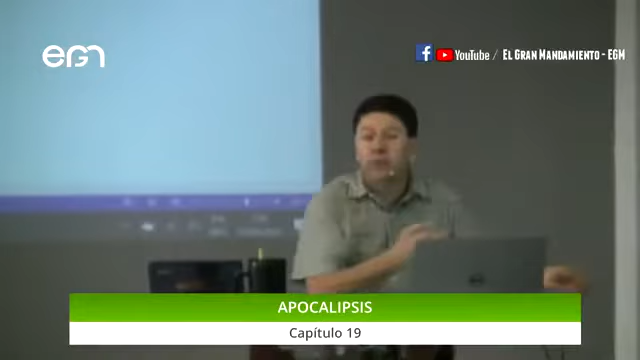 EGM
YouTube / El Gran Mandamiento - EGM
APOCALIPSIS
Capítulo 19